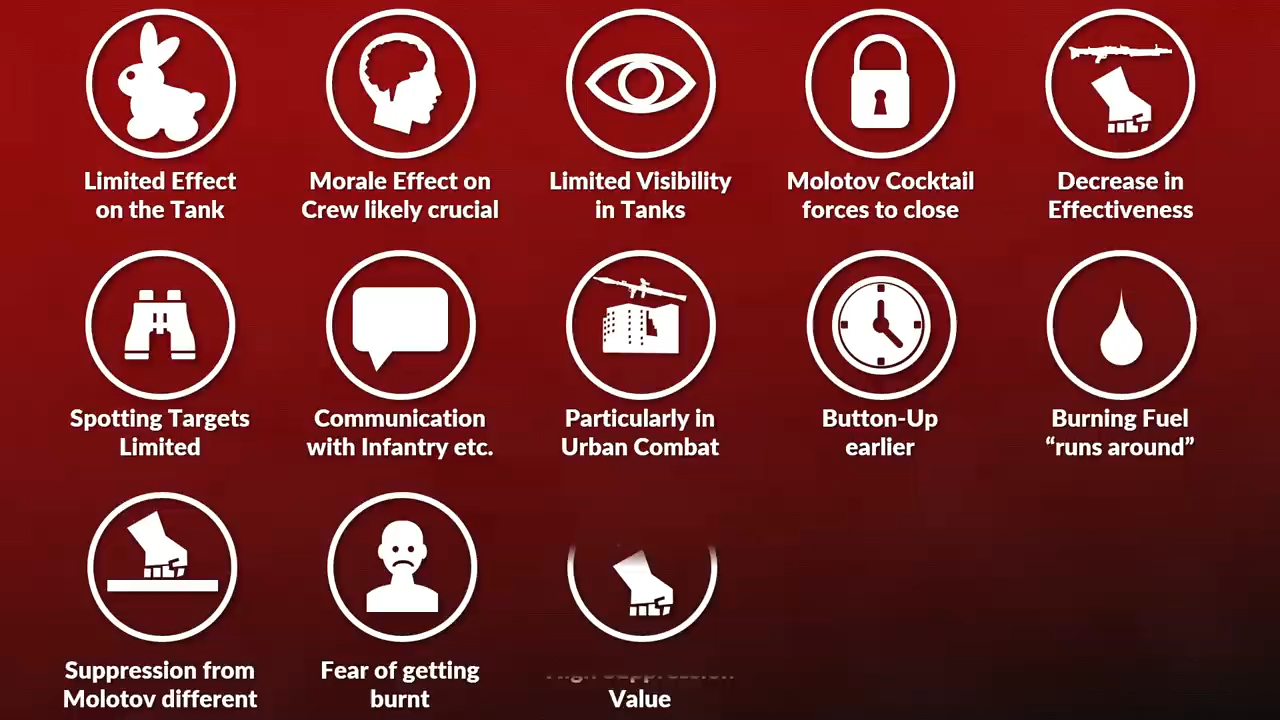 Limited Effect
on the Tank
Morale Effect on
Crew likely crucial
Limited Visibility
in Tanks
Molotov Cocktail
forces to close
Decrease in
Effectiveness
Spotting Targets
Limited
Communication
with Infantry etc.
Particularly in
Urban Combat
Button-Up
earlier
Burning Fuel
“runs around”
Suppression from
Molotov different
Fear of getting
burnt
Value